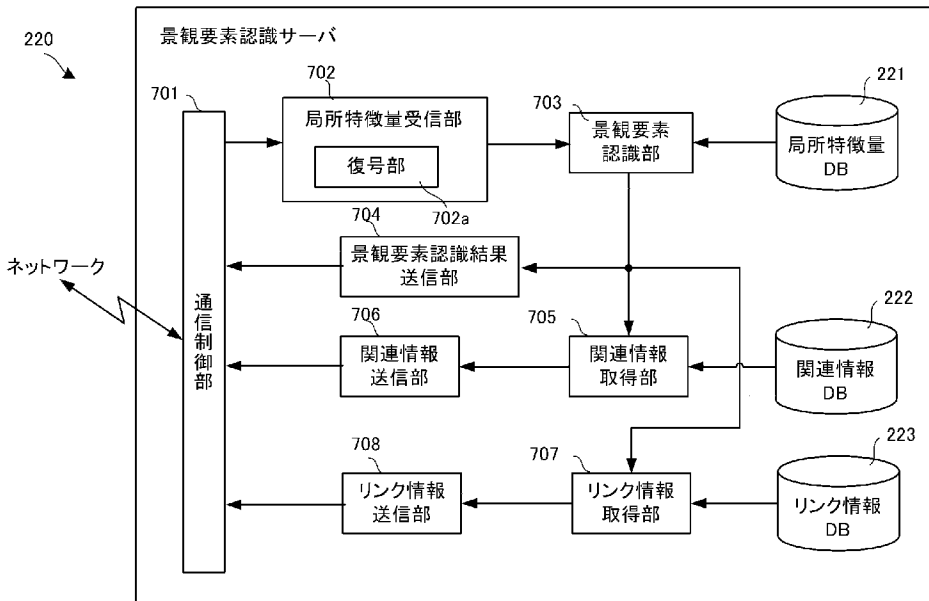 220
景観要素認識サーバ
701
702
局所特徴量受信部
復号部
702a
703
景観要素
認識部
221
局所特徴量
DB
704
景観要素認識結果
送信部
ネットワーク
通信制御部
706
関連情報
送信部
705
関連情報
取得部
222
関連情報
DB
708
リンク情報
送信部
707
リンク情報
取得部
223
リンク情報
DB